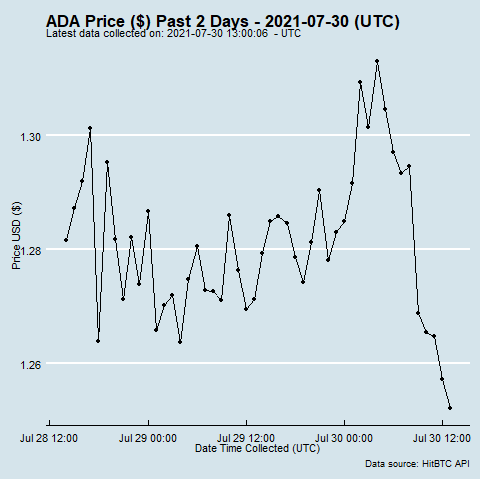 ADA Price ($) Past 2 Days - 2021-07-30 (UTC)
Latest data collected on: 2021-07-30 13:00:06 - UTC
1.30
1.28
1.26
Price USD ($)
Jul 28 12:00 Jul 29 00:00 Jul 29 12:00 Jul 30 00:00 Jul 30 12:00
Date Time Collected (UTC)
Data source: HitBTC API